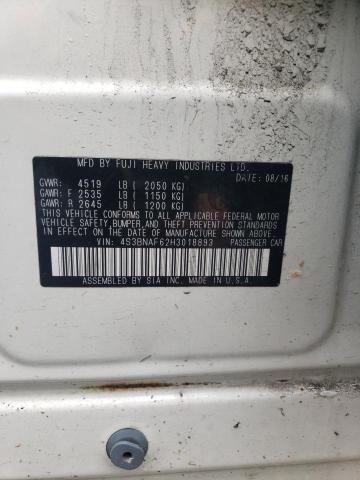 MFD BY FUJI HEAVY INDUSTRIES LTD.
DATE: 08/16
GVWR: 4519 LB ( 2050 KG)
GAWR: F 2535 LB ( 1150 KG)
GAWR: R 2645 LB ( 1200 KG)
THIS VEHICLE CONFORMS TO ALL APPLICABLE FEDERAL MOTOR
VEHICLE SAFETY, BUMPER, AND THEFT PREVENTION STANDARDS
IN EFFECT ON THE DATE OF MANUFACTURE SHOWN ABOVE.
VIN: 4S3BNAF62H3018893 PASSENGER CAR
ASSEMBLED BY SIA INC. MADE IN U.S.A.